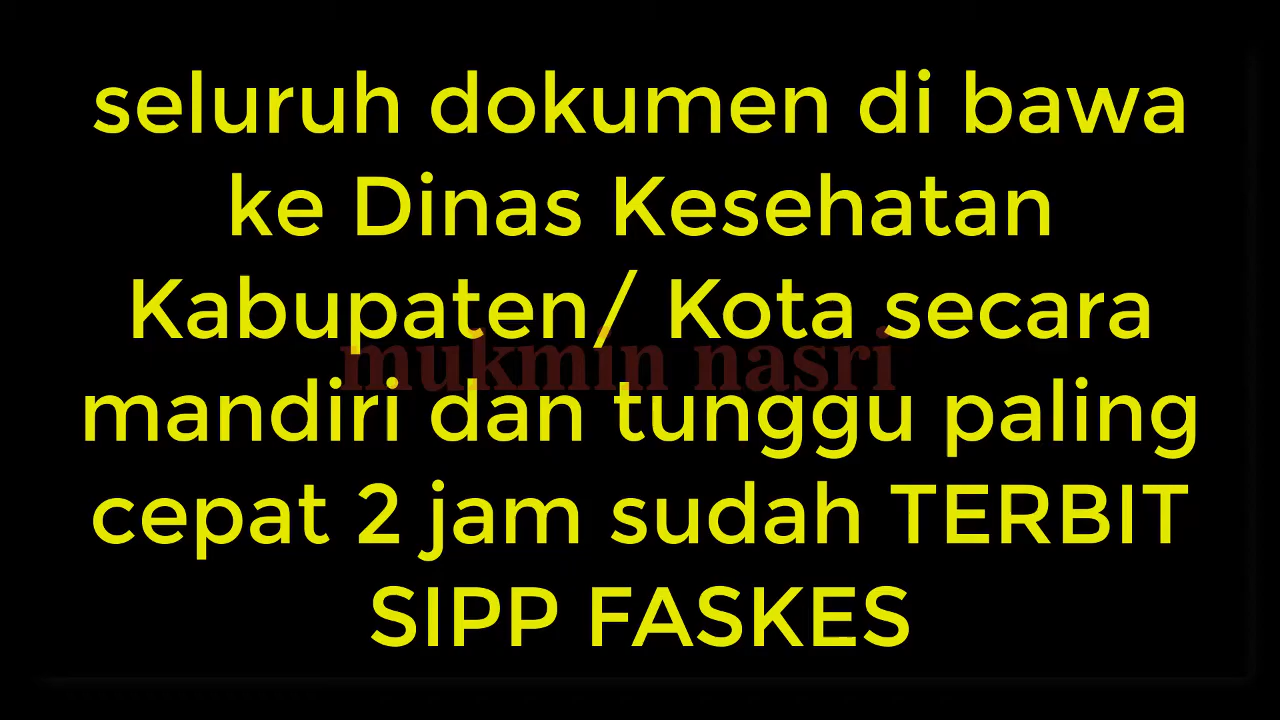 seluruh dokumen di bawa
ke Dinas Kesehatan
Kabupaten/ Kota secara
mukmin nasri
mandiri dan tunggu paling
cepat 2 jam sudah TERBIT
SIPP FASKES